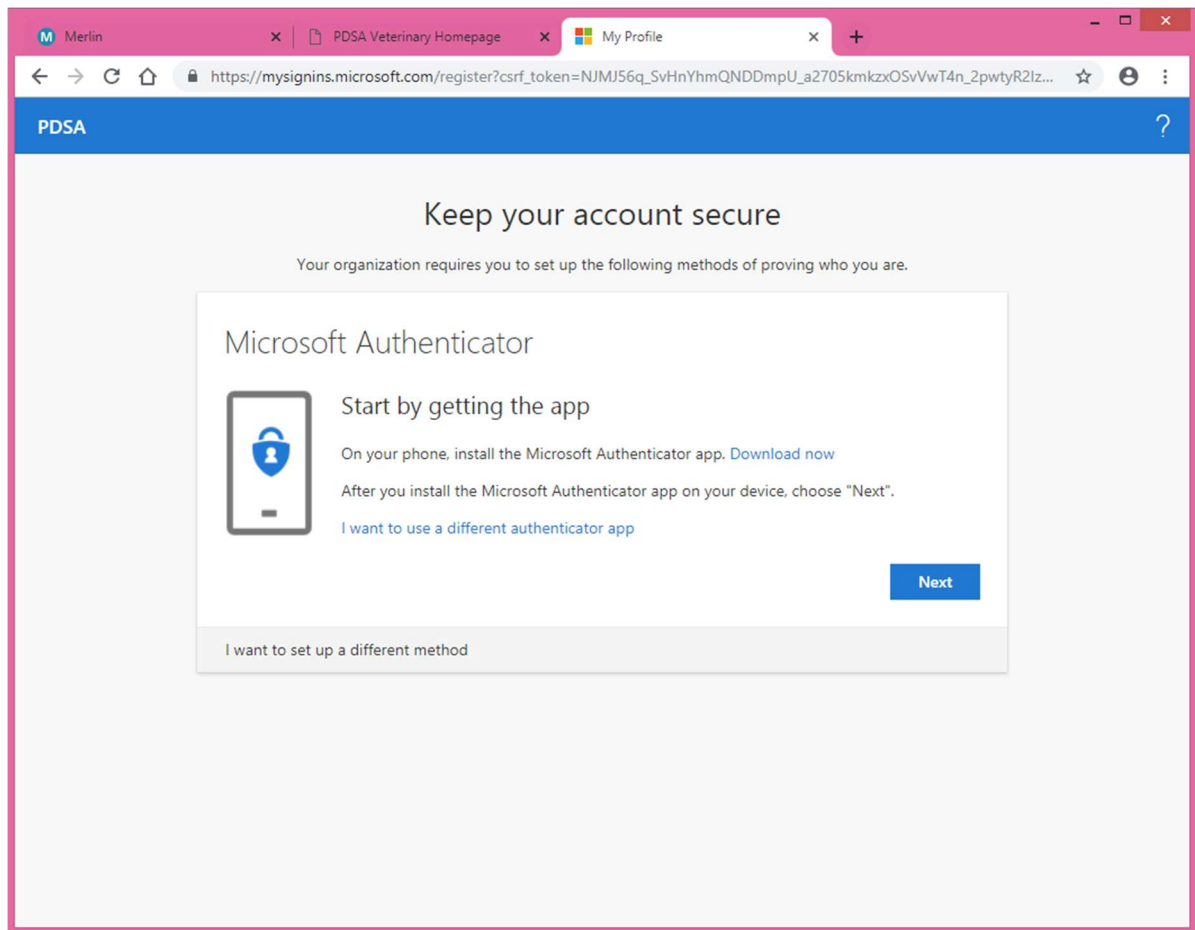 Merlin
PDSA Veterinary Homepage
My Profile
https://mysignins.microsoft.com/register?csrf_token=NJMJ56q_SvHnYhmQNDDmpU_a2705kmkzxOSvVwT4n_2pwtyR2Iz...
PDSA
?
Keep your account secure
Your organization requires you to set up the following methods of proving who you are.
Microsoft Authenticator
Start by getting the app
On your phone, install the Microsoft Authenticator app. Download now
After you install the Microsoft Authenticator app on your device, choose "Next".
I want to use a different authenticator app
Next
I want to set up a different method